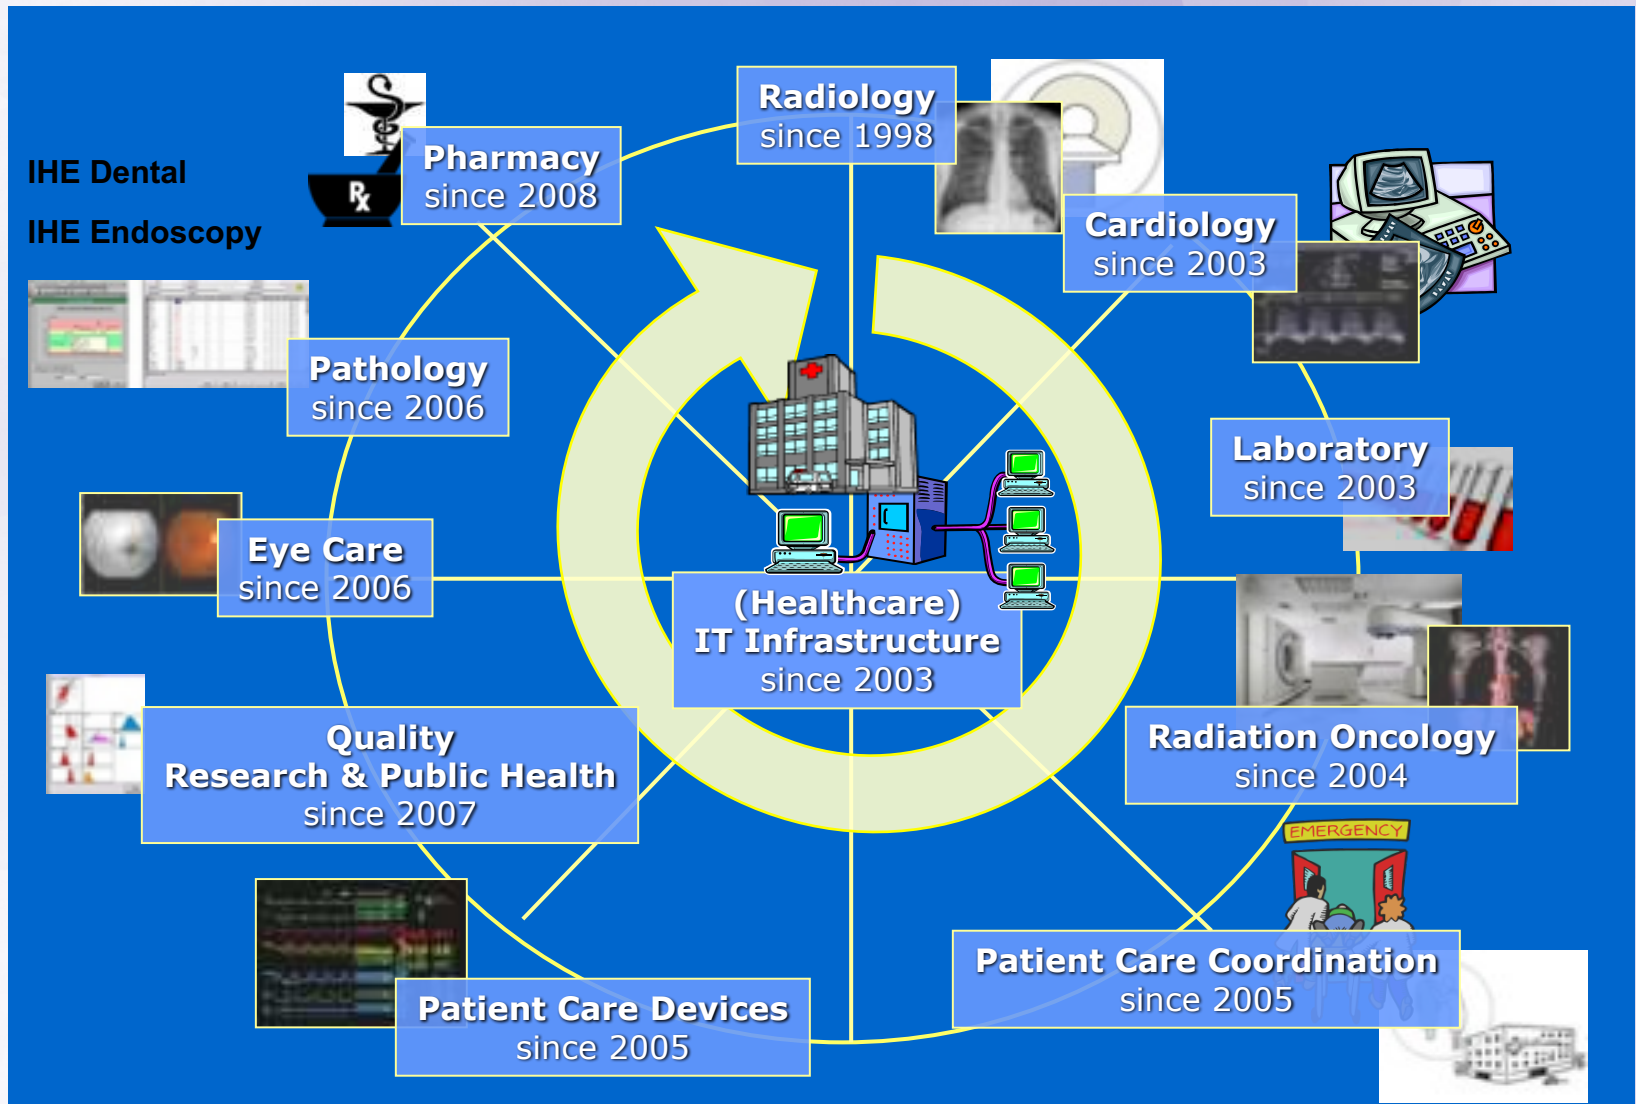 Radiology
since 1998
Pharmacy
since 2008
Rx
IHE Dental
IHE Endoscopy
Cardiology
since 2003
Pathology
since 2006
Laboratory
since 2003
Eye Care
since 2006
(Healthcare)
IT Infrastructure
since 2003
Quality
Research & Public Health
since 2007
Radiation Oncology
since 2004
EMERGENCY
Patient Care Coordination
since 2005
Patient Care Devices
since 2005